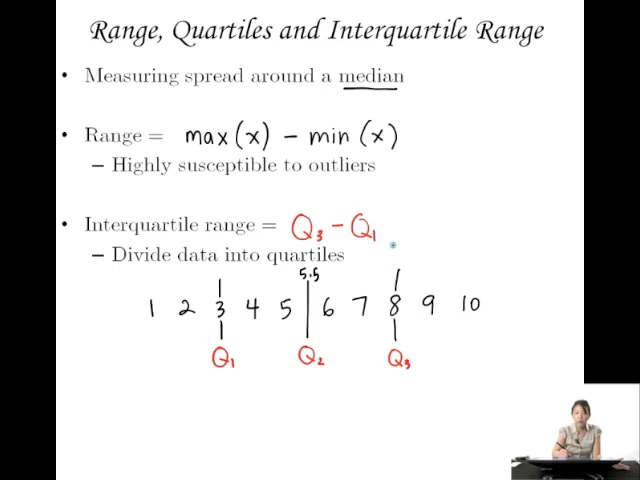 Range, Quartiles and Interquartile Range
• Measuring spread around a median
• Range = max(x) – min(x)
– Highly susceptible to outliers
• Interquartile range = Q₃ – Q₁
– Divide data into quartiles
5.5
1 2 3 4 5 6 7 8 9 10
Q₁ Q₂ Q₃